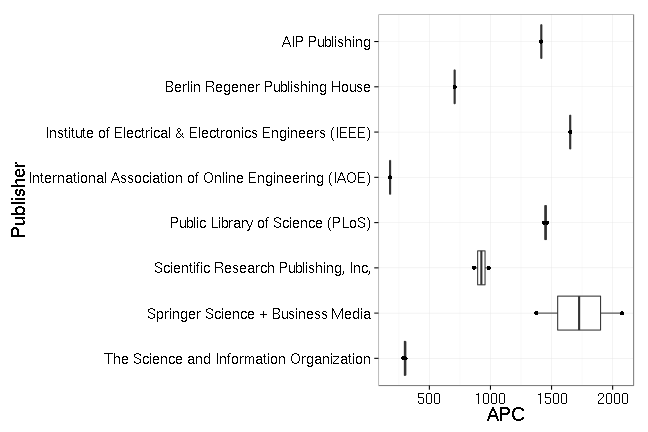 AIP Publishing
Berlin Regener Publishing House
Institute of Electrical & Electronics Engineers (IEEE)
International Association of Online Engineering (IAOE)
Public Library of Science (PLoS)
Scientific Research Publishing, Inc,
Springer Science + Business Media
The Science and Information Organization
Publisher
500 1000 1500 2000
APC